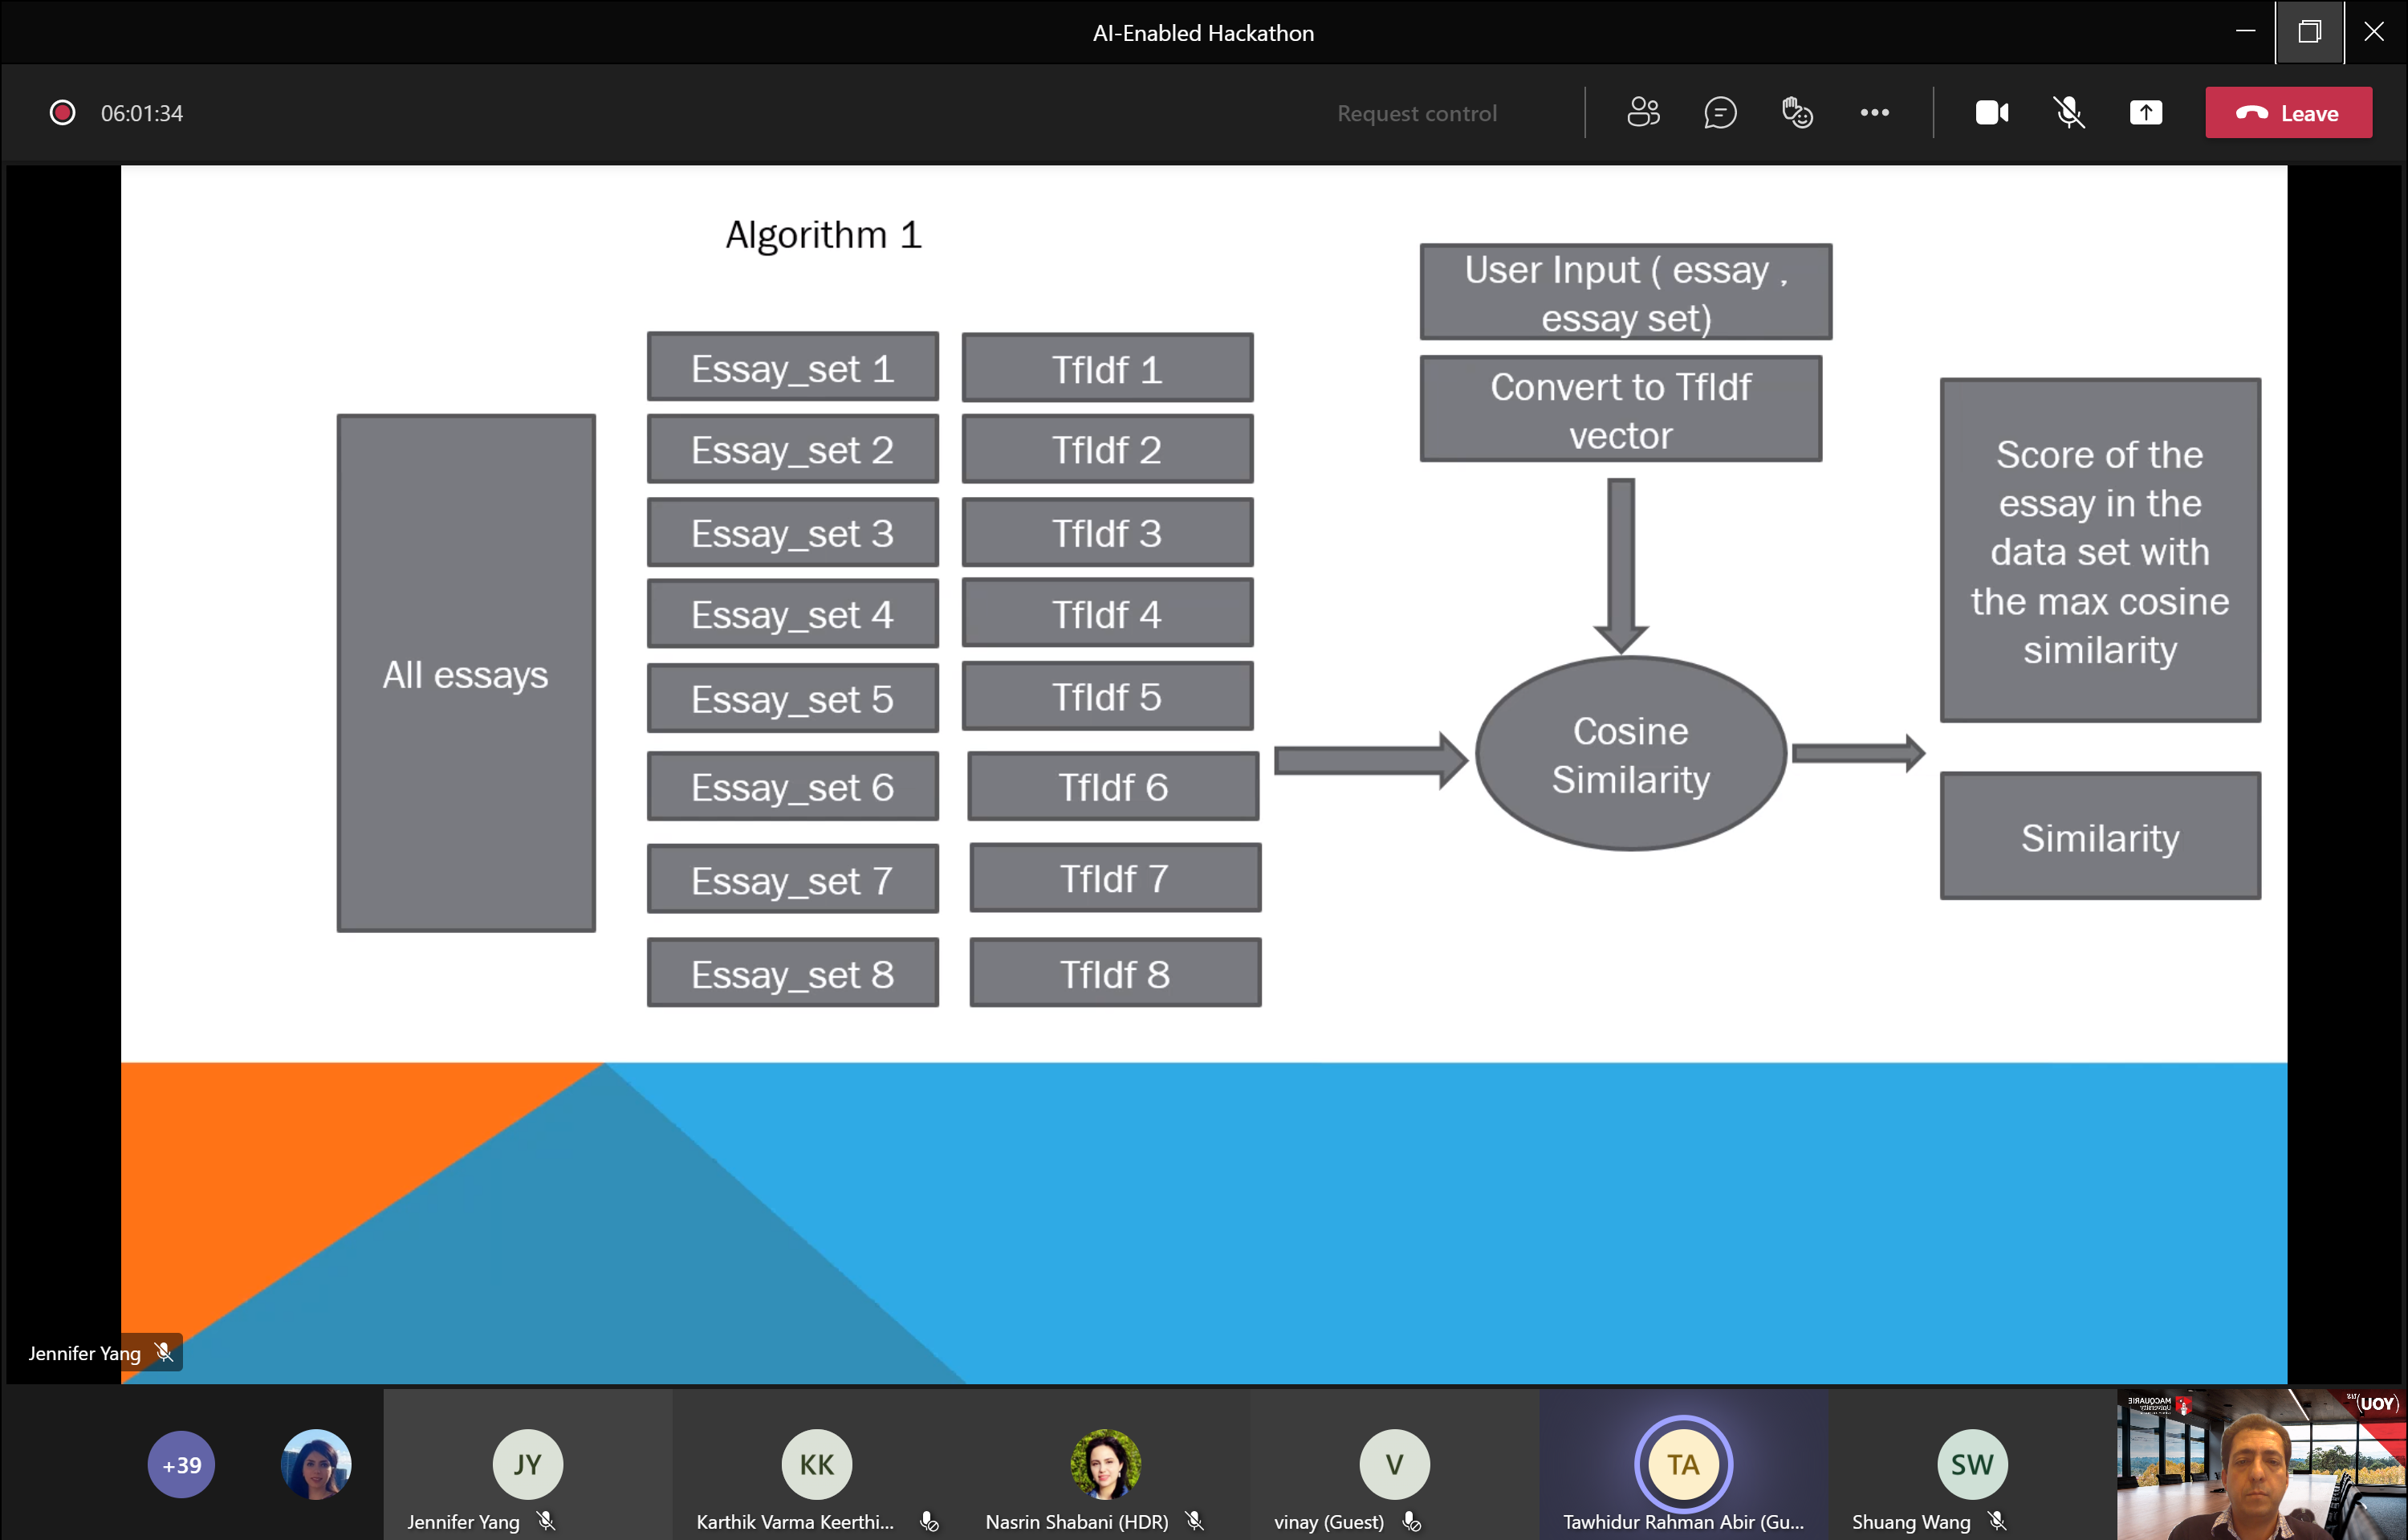 AI-Enabled Hackathon
06:01:34
Request control
Leave
Algorithm 1
User Input ( essay ,
essay set)
Convert to TfIdf
vector
All essays
Essay_set 1
TfIdf 1
Essay_set 2
TfIdf 2
Essay_set 3
TfIdf 3
Essay_set 4
TfIdf 4
Essay_set 5
TfIdf 5
Essay_set 6
TfIdf 6
Essay_set 7
TfIdf 7
Essay_set 8
TfIdf 8
Cosine
Similarity
Score of the
essay in the
data set with
the max cosine
similarity
Similarity
Jennifer Yang
+39
JY
Jennifer Yang
KK
Karthik Varma Keerthi...
Nasrin Shabani (HDR)
V
vinay (Guest)
TA
Tawhidur Rahman Abir (Gu...
SW
Shuang Wang
MACQUARIE
University
YOU)